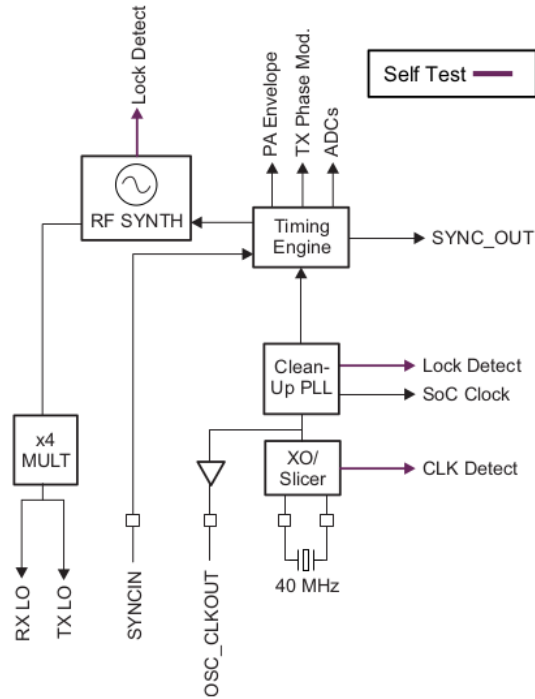 Lock Detect
PA Envelope
TX Phase Mod.
ADCs
Self Test
RF SYNTH
Timing
Engine
SYNC_OUT
Clean-
Up PLL
Lock Detect
SoC Clock
x4
MULT
XO/
Slicer
CLK Detect
40 MHz
RX LO
TX LO
SYNCIN
OSC_CLKOUT